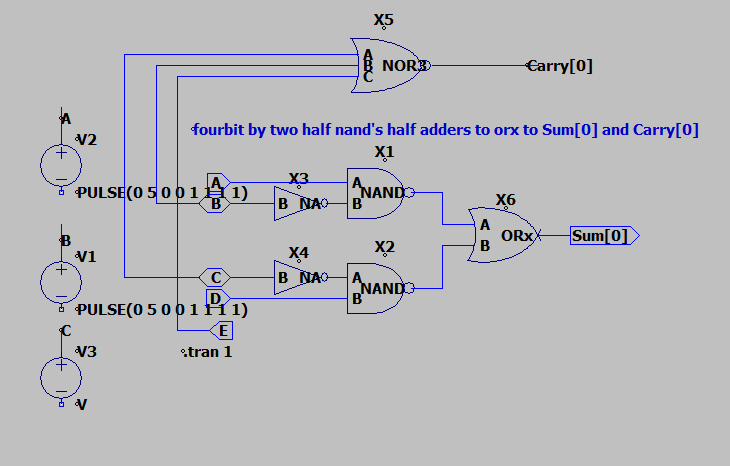 X5
A
B NOR3
C
Carry[0]
A
V2
PULSE(0 5 0 0 1 1 1 1)
fourbit by two half nand's half adders to orx to Sum[0] and Carry[0]
X1
A
X3
A
B
B NA
NAND
B
X6
A
ORx
B
Sum[0]
B
V1
PULSE(0 5 0 0 1 1 1 1)
X4
X2
C
B NA
A
NAND
D
B
C
V3
E
.tran 1
V